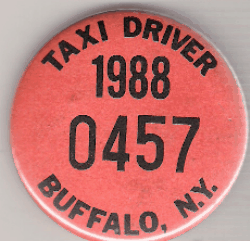 TAXI DRIVER
1988
0457
BUFFALO, N.Y.